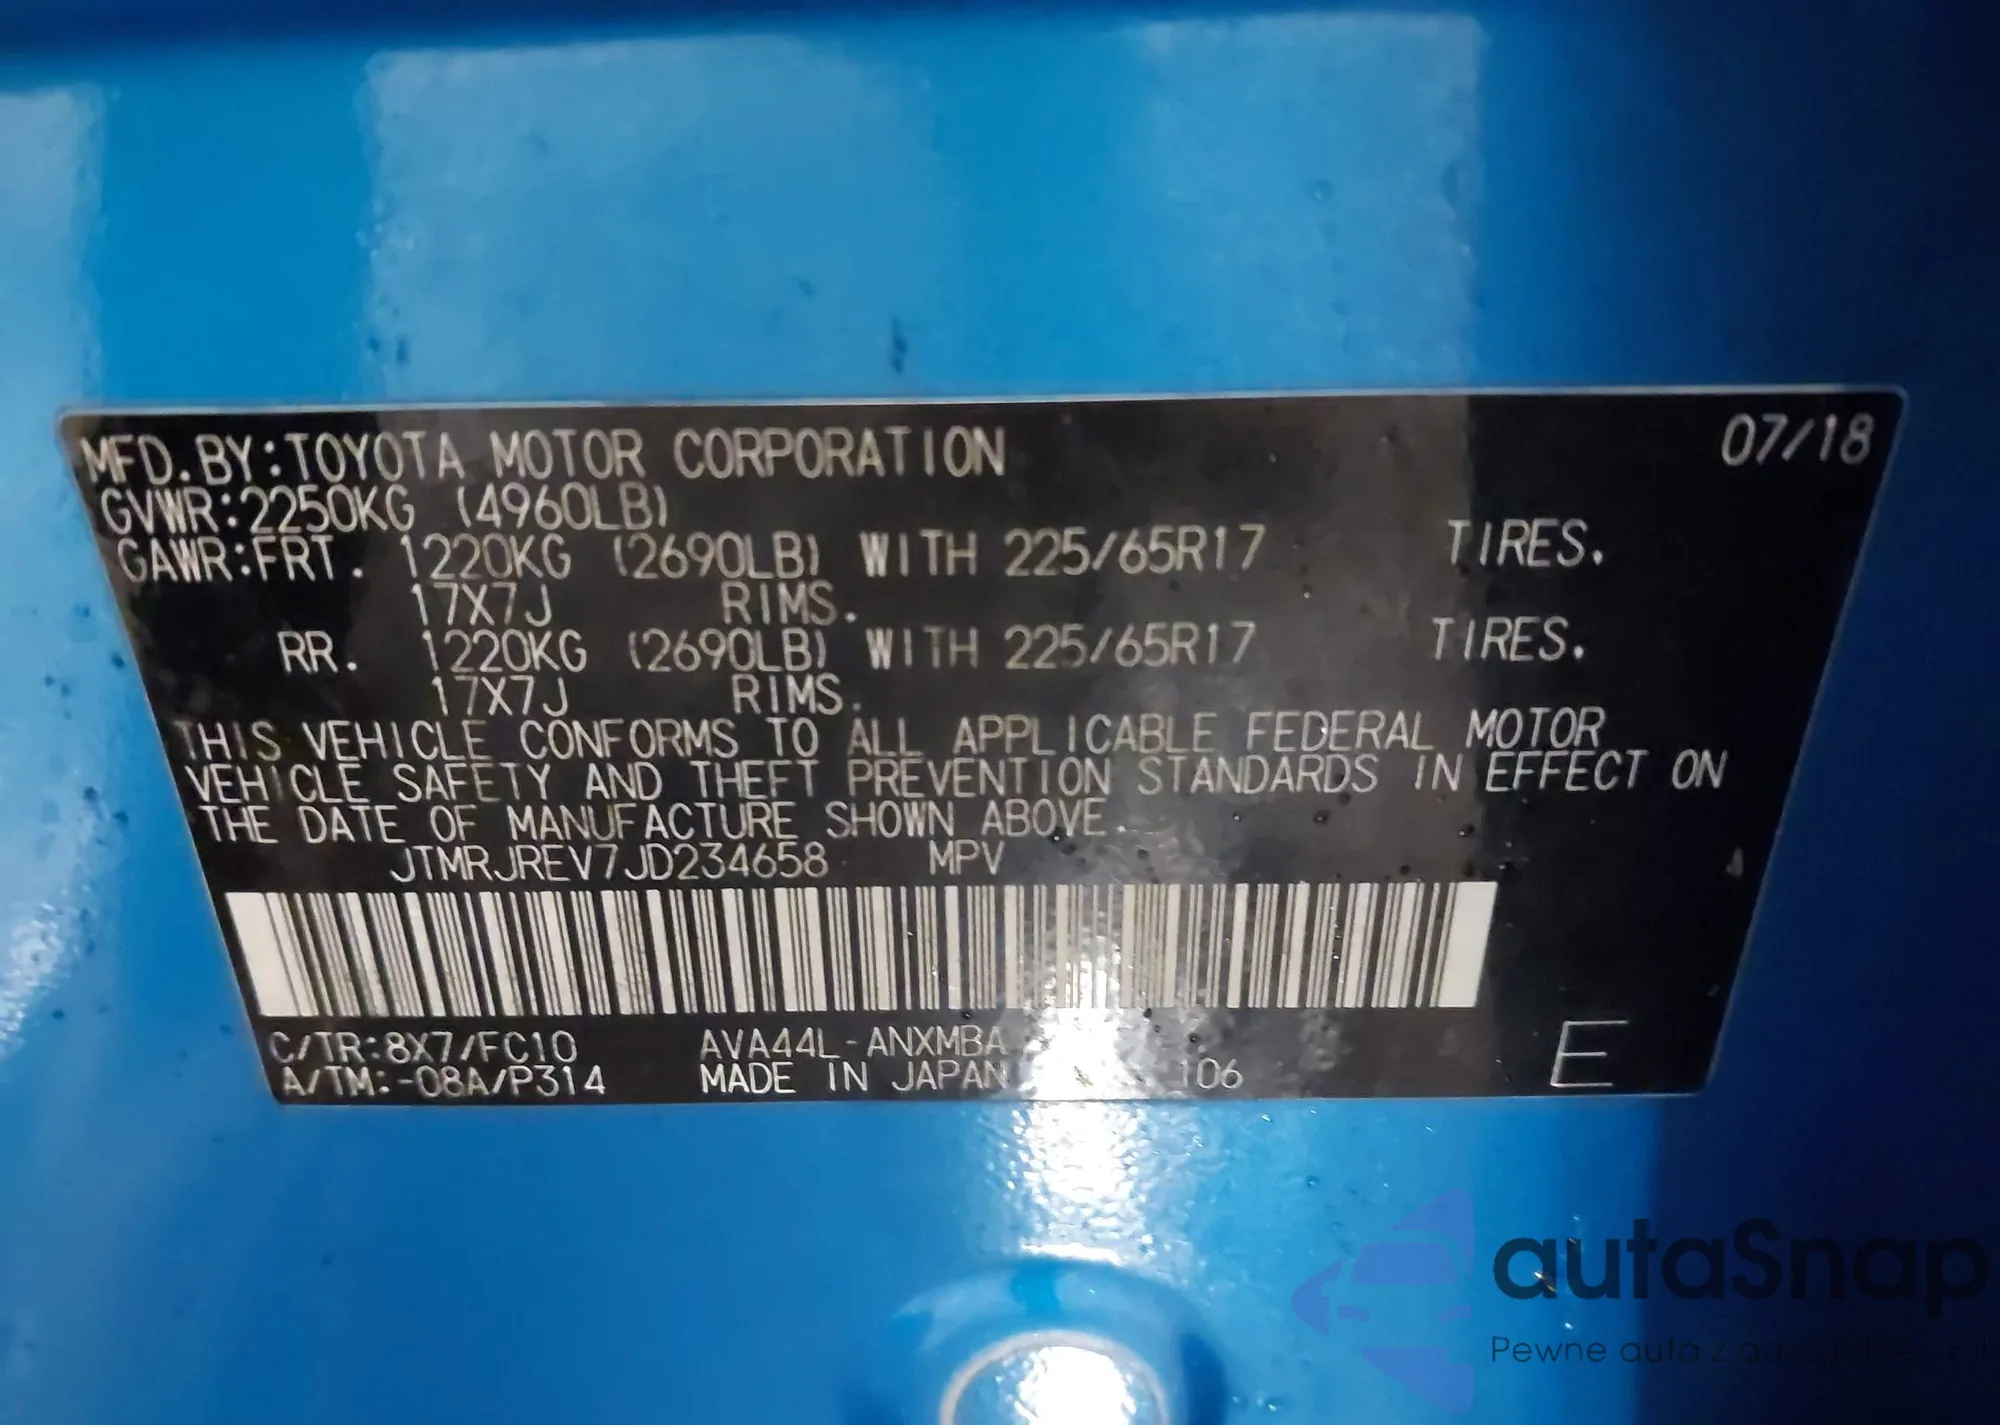 07/18
MFD.BY:TOYOTA MOTOR CORPORATION
GVWR:2250KG (4960LB)
GAWR:FRT. 1220KG (2690LB) WITH 225/65R17 TIRES.
17X7J RIMS.
RR. 1220KG (2690LB) WITH 225/65R17 TIRES.
17X7J RIMS.
THIS VEHICLE CONFORMS TO ALL APPLICABLE FEDERAL MOTOR
VEHICLE SAFETY AND THEFT PREVENTION STANDARDS IN EFFECT ON
THE DATE OF MANUFACTURE SHOWN ABOVE.
JTMRJREV7JD234658 MPV
C/TR:8X7/FC10 AVA44L-ANXMBA
A/TM:-08A/P314 MADE IN JAPAN 106
E
autaSnap
Pewne auta z